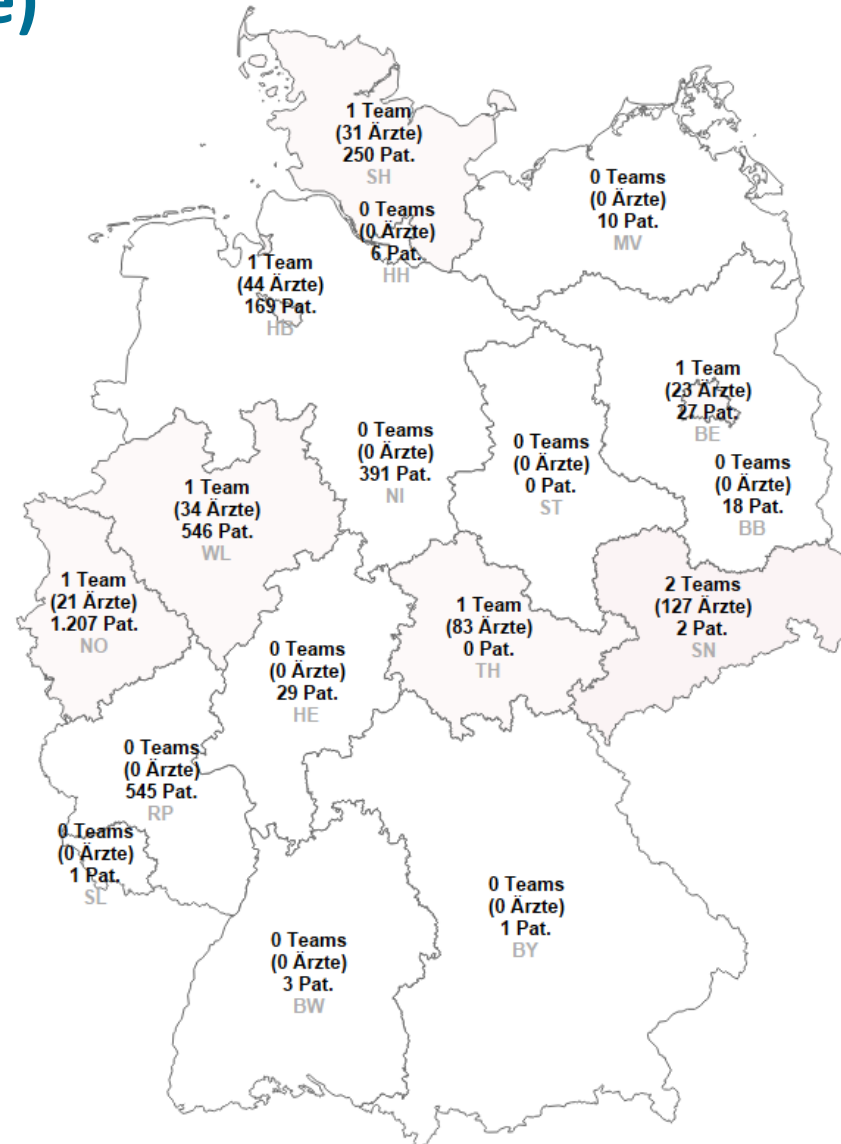 e)
1 Team
(31 Ärzte)
250 Pat.
SH
0 Teams
(0 Ärzte)
10 Pat.
MV
0 Teams
(0 Ärzte)
6 Pat.
HH
1 Team
(44 Ärzte)
169 Pat.
HB
1 Team
(23 Ärzte)
27 Pat.
BE
0 Teams
(0 Ärzte)
391 Pat.
NI
0 Teams
(0 Ärzte)
0 Pat.
ST
0 Teams
(0 Ärzte)
18 Pat.
BB
1 Team
(34 Ärzte)
546 Pat.
WL
1 Team
(21 Ärzte)
1.207 Pat.
NO
0 Teams
(0 Ärzte)
29 Pat.
HE
1 Team
(83 Ärzte)
0 Pat.
TH
2 Teams
(127 Ärzte)
2 Pat.
SN
0 Teams
(0 Ärzte)
545 Pat.
RP
0 Teams
(0 Ärzte)
1 Pat.
SL
0 Teams
(0 Ärzte)
3 Pat.
BW
0 Teams
(0 Ärzte)
1 Pat.
BY